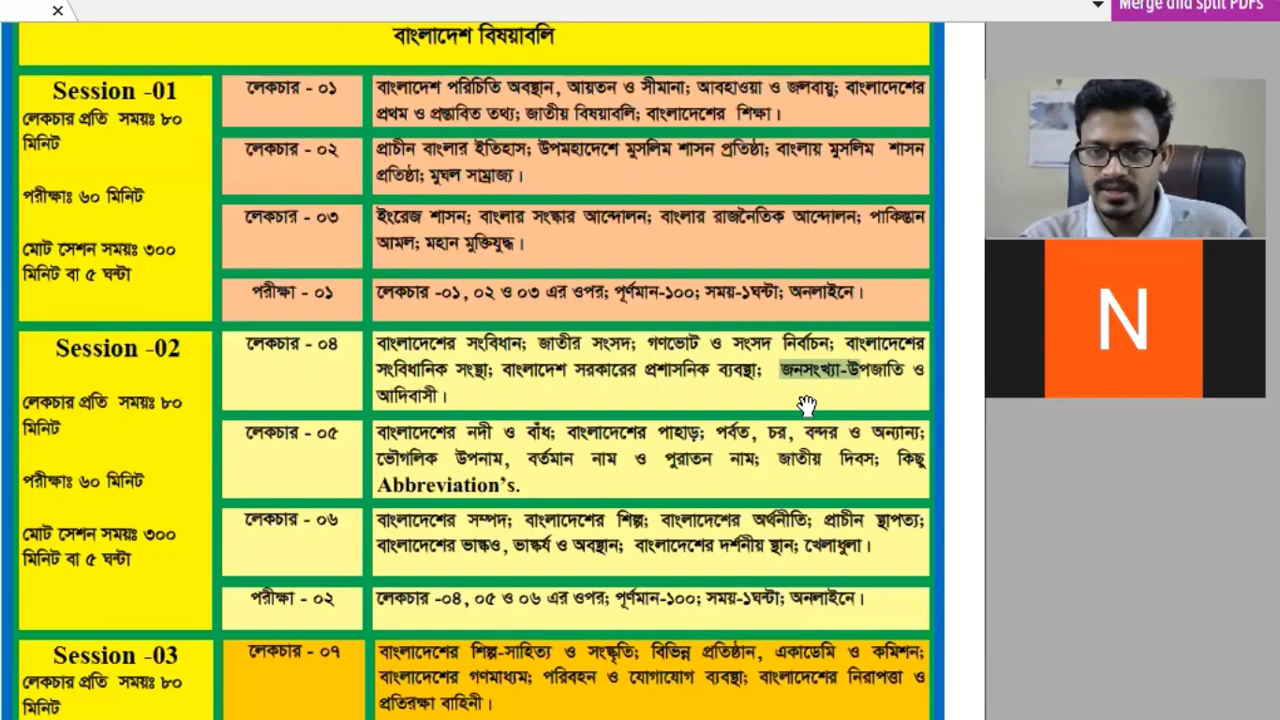 Merge and split PDFs
বাংলাদেশ বিষয়াবলি
Session -01
লেকচার প্রতি সময়ঃ ৮০
মিনিট
পরীক্ষাঃ ৬০ মিনিট
মোট সেশন সময়ঃ ৩০০
মিনিট বা ৫ ঘন্টা
লেকচার - ০১
বাংলাদেশ পরিচিতি অবস্থান, আয়তন ও সীমানা; আবহাওয়া ও জলবায়ু; বাংলাদেশের
প্রথম ও প্রস্তাবিত তথ্য; জাতীয় বিষয়াবলি; বাংলাদেশের শিক্ষা।
লেকচার - ০২
প্রাচীন বাংলার ইতিহাস; উপমহাদেশে মুসলিম শাসন প্রতিষ্ঠা; বাংলায় মুসলিম শাসন
প্রতিষ্ঠা; মুঘল সাম্রাজ্য।
লেকচার - ০৩
ইংরেজ শাসন; বাংলার সংস্কার আন্দোলন; বাংলার রাজনৈতিক আন্দোলন; পাকিস্তান
আমল; মহান মুক্তিযুদ্ধ।
পরীক্ষা - ০১
লেকচার -০১, ০২ ও ০৩ এর ওপর; পূর্ণমান-১০০; সময়-১ঘন্টা; অনলাইনে।
Session -02
লেকচার প্রতি সময়ঃ ৮০
মিনিট
পরীক্ষাঃ ৬০ মিনিট
মোট সেশন সময়ঃ ৩০০
মিনিট বা ৫ ঘন্টা
লেকচার - ০৪
বাংলাদেশের সংবিধান; জাতীর সংসদ; গণভোট ও সংসদ নির্বাচন; বাংলাদেশের
সংবিধানিক সংস্থা; বাংলাদেশ সরকারের প্রশাসনিক ব্যবস্থা; জনসংখ্যা-উপজাতি ও
আদিবাসী।
লেকচার - ০৫
বাংলাদেশের নদী ও বাঁধ; বাংলাদেশের পাহাড়; পর্বত, চর, বন্দর ও অন্যান্য;
ভৌগলিক উপনাম, বর্তমান নাম ও পুরাতন নাম; জাতীয় দিবস; কিছু
Abbreviation's.
লেকচার - ০৬
বাংলাদেশের সম্পদ; বাংলাদেশের শিল্প; বাংলাদেশের অর্থনীতি; প্রাচীন স্থাপত্য;
বাংলাদেশের ভাস্কও, ভাস্কর্য ও অবস্থান; বাংলাদেশের দর্শনীয় স্থান; খেলাধুলা।
পরীক্ষা - ০২
লেকচার -০৪, ০৫ ও ০৬ এর ওপর; পূর্ণমান-১০০; সময়-১ঘন্টা; অনলাইনে।
Session -03
লেকচার প্রতি সময়ঃ ৮০
মিনিট
লেকচার - ০৭
বাংলাদেশের শিল্প-সাহিত্য ও সংস্কৃতি; বিভিন্ন প্রতিষ্ঠান, একাডেমি ও কমিশন;
বাংলাদেশের গণমাধ্যম; পরিবহন ও যোগাযোগ ব্যবস্থা; বাংলাদেশের নিরাপত্তা ও
প্রতিরক্ষা বাহিনী।
N